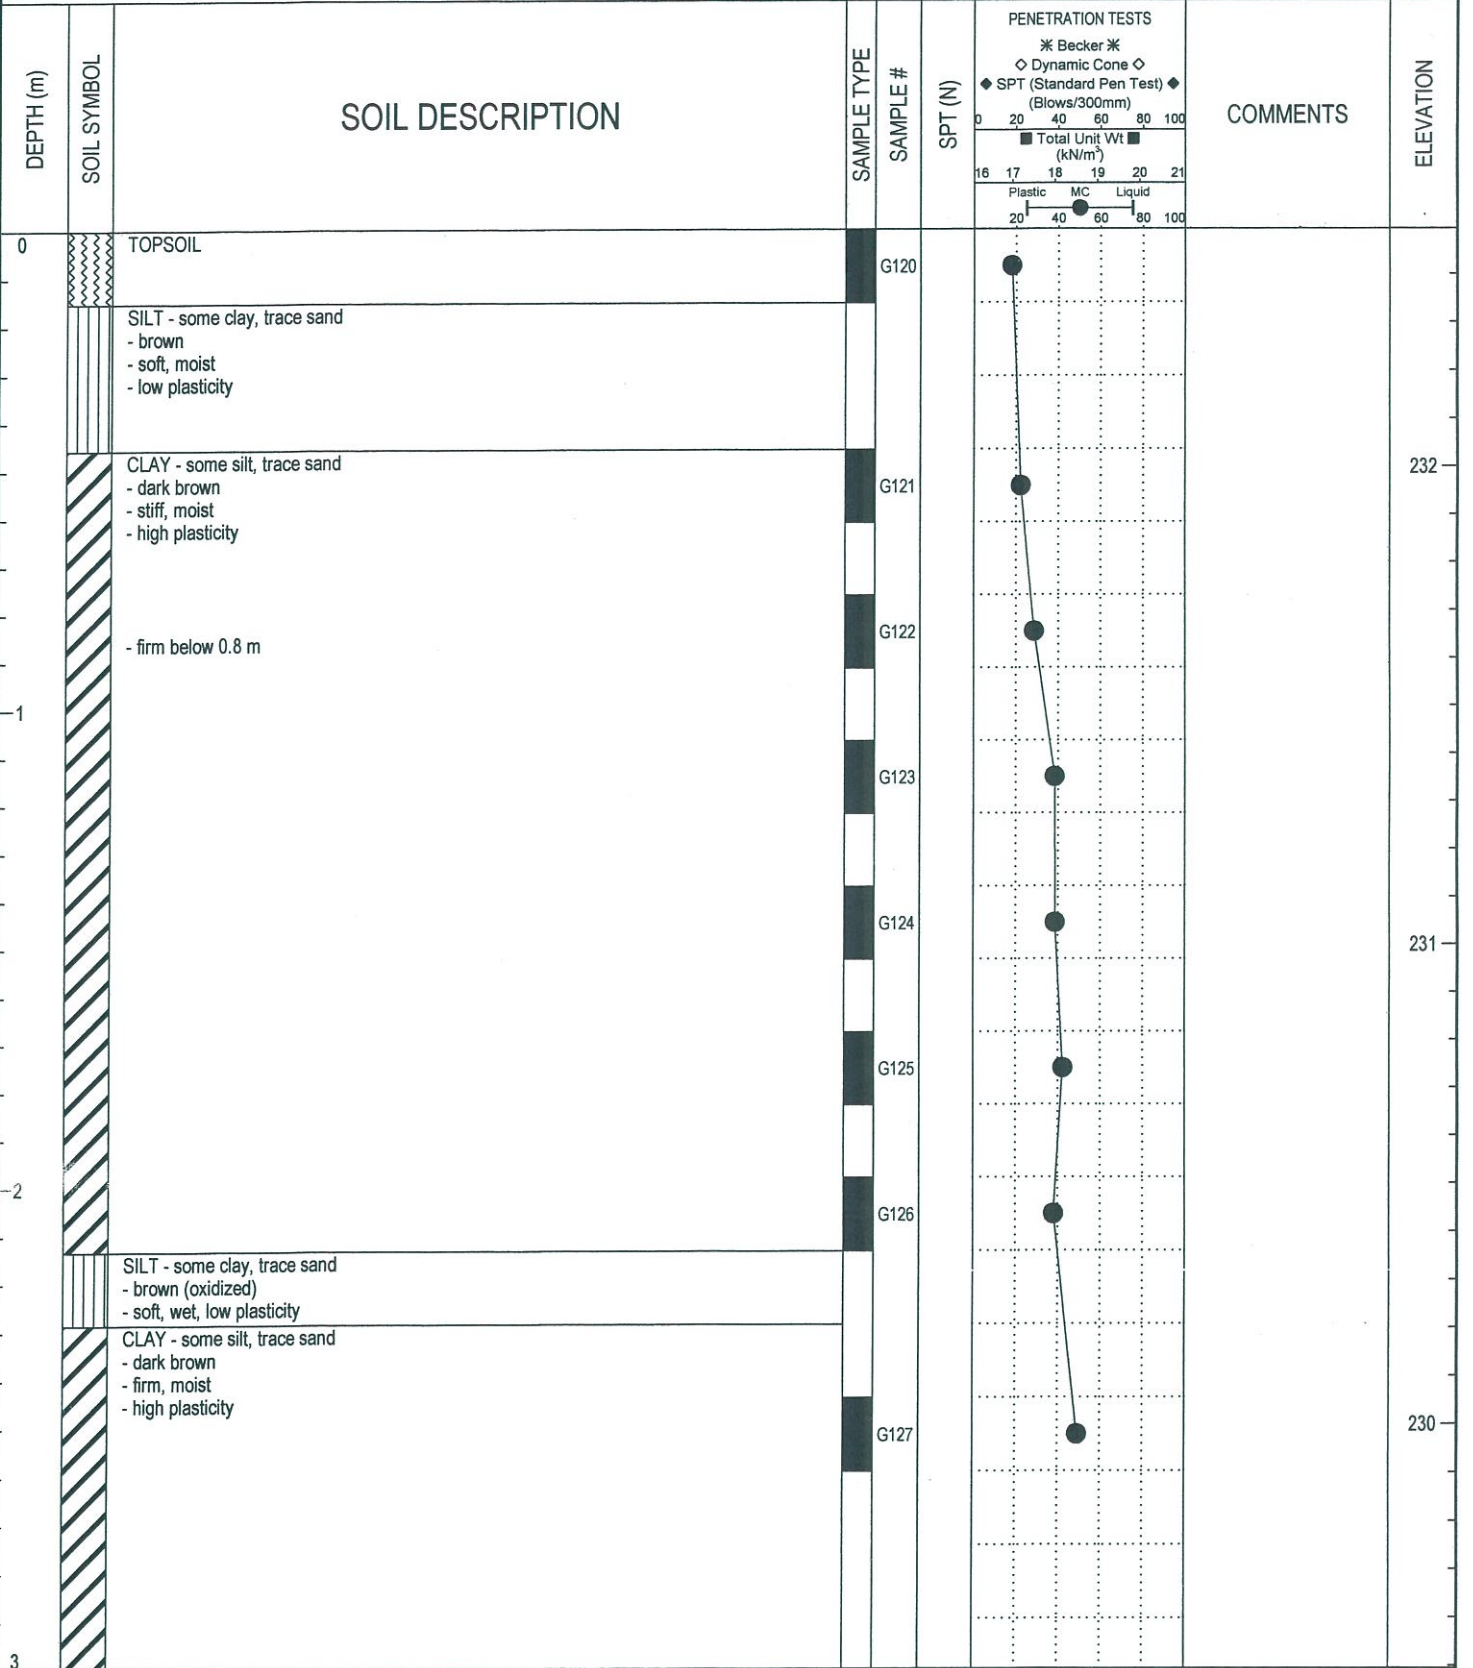 DEPTH (m)
SOIL SYMBOL
SOIL DESCRIPTION
SAMPLE TYPE
SAMPLE #
SPT (N)
PENETRATION TESTS
✳ Becker ✳
◇ Dynamic Cone ◇
◆ SPT (Standard Pen Test) ◆
(Blows/300mm)
0 20 40 60 80 100
■ Total Unit Wt ■
(kN/m³)
16 17 18 19 20 21
Plastic MC Liquid
20 40 60 80 100
COMMENTS
ELEVATION
0
TOPSOIL
G120
SILT - some clay, trace sand
- brown
- soft, moist
- low plasticity
CLAY - some silt, trace sand
232
- dark brown
G121
- stiff, moist
- high plasticity
G122
- firm below 0.8 m
1
G123
G124
231
G125
2
G126
SILT - some clay, trace sand
- brown (oxidized)
- soft, wet, low plasticity
CLAY - some silt, trace sand
- dark brown
- firm, moist
- high plasticity
230
G127
3